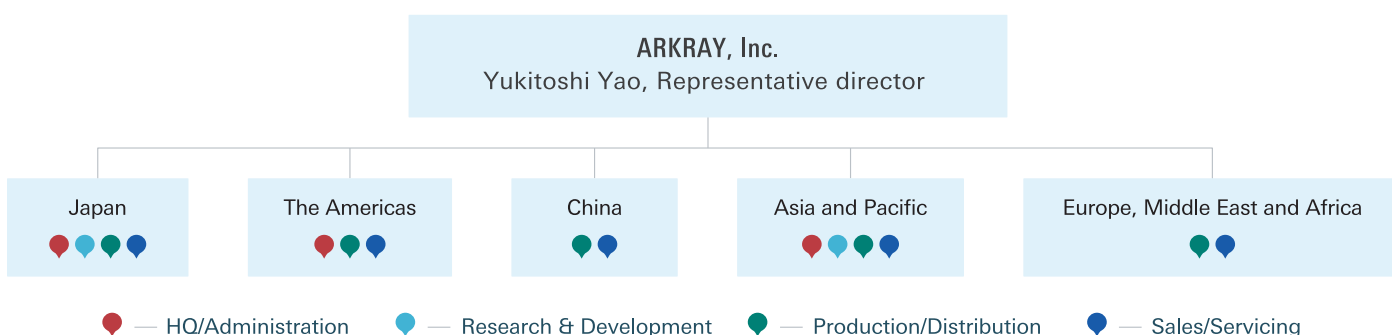 ARKRAY, Inc.
Yukitoshi Yao, Representative director
Japan
The Americas
China
Asia and Pacific
Europe, Middle East and Africa
— HQ/Administration
— Research & Development
— Production/Distribution
— Sales/Servicing